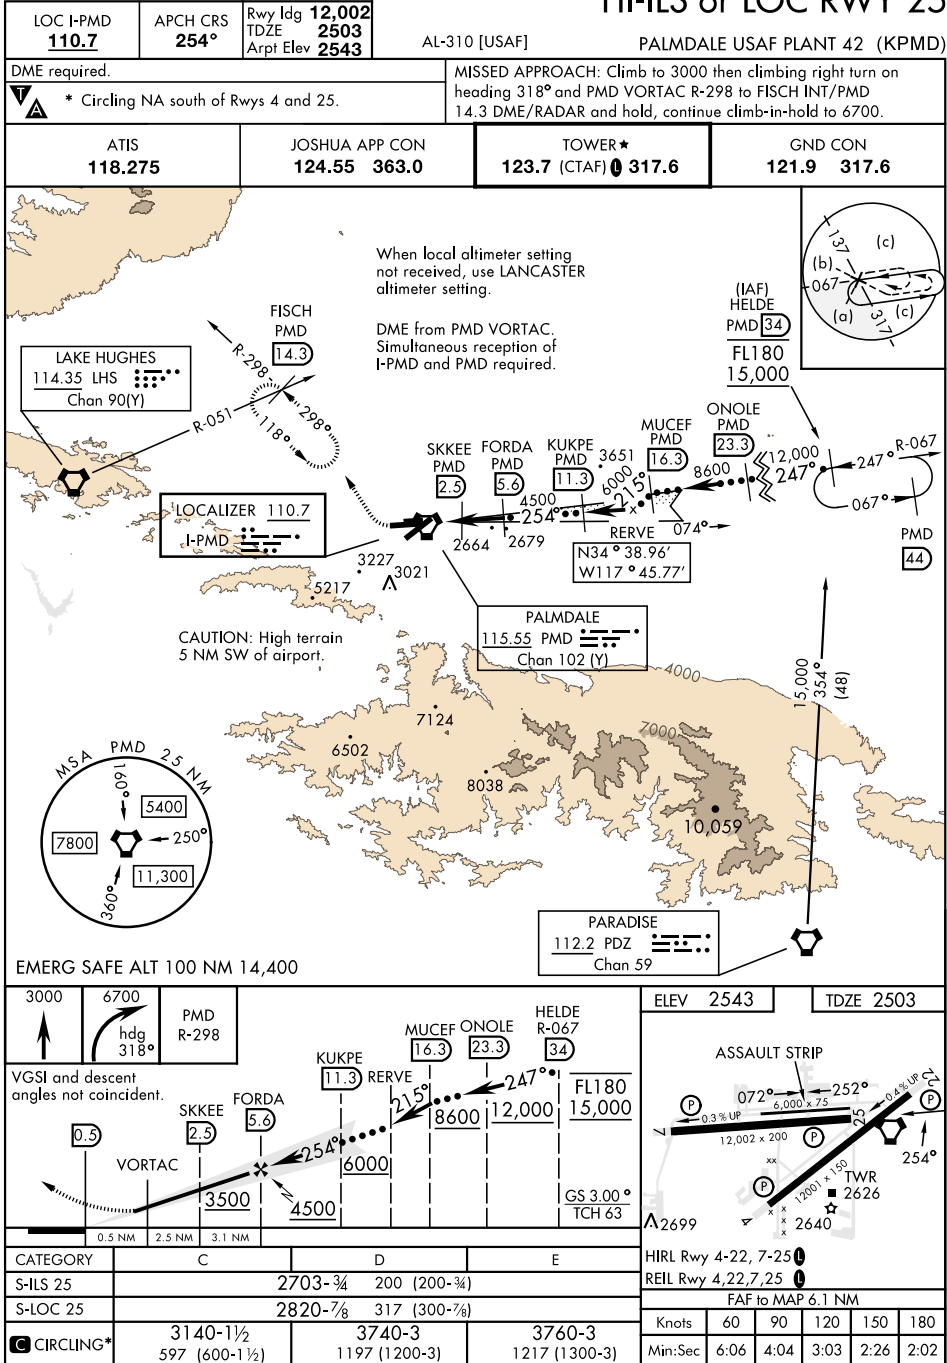 HI-ILS or LOC RWY 25
LOC I-PMD
110.7
APCH CRS
254°
Rwy ldg 12,002
TDZE 2503
Arpt Elev 2543
AL-310 [USAF]
PALMDALE USAF PLANT 42 (KPMD)
DME required.
T
A
* Circling NA south of Rwys 4 and 25.
MISSED APPROACH: Climb to 3000 then climbing right turn on
heading 318° and PMD VORTAC R-298 to FISCH INT/PMD
14.3 DME/RADAR and hold, continue climb-in-hold to 6700.
ATIS
118.275
JOSHUA APP CON
124.55 363.0
TOWER★
123.7 (CTAF) L 317.6
GND CON
121.9 317.6
When local altimeter setting
not received, use LANCASTER
altimeter setting.
DME from PMD VORTAC.
Simultaneous reception of
I-PMD and PMD required.
137
(c)
(b)
067
(a)
317
(c)
(IAF)
HELDE
PMD 34
FL180
15,000
FISCH
PMD
14.3
R-298
298°
118°
R-051
LAKE HUGHES
114.35 LHS
Chan 90(Y)
LOCALIZER 110.7
I-PMD
SKKEE
PMD
2.5
FORDA
PMD
5.6
KUKPE
PMD
11.3
3651
MUCEF
PMD
16.3
ONOLE
PMD
23.3
12,000
247°
247°
R-067
067°
PMD
44
8600
6000
215°
4500
254°
074°
2664
2679
RERVE
N34° 38.96'
W117° 45.77'
3227
3021
5217
CAUTION: High terrain
5 NM SW of airport.
PALMDALE
115.55 PMD
Chan 102 (Y)
4000
15,000
354°
(48)
7124
6502
7000
8038
10,059
MSA PMD 25 NM
160°
5400
7800
250°
11,300
360°
PARADISE
112.2 PDZ
Chan 59
EMERG SAFE ALT 100 NM 14,400
3000
6700
hdg
318°
PMD
R-298
VGSI and descent
angles not coincident.
HELDE
R-067
34
MUCEF
16.3
ONOLE
23.3
KUKPE
11.3
RERVE
215°
247°
FL180
15,000
8600
12,000
FORDA
5.6
SKKEE
2.5
0.5
VORTAC
254°
6000
3500
4500
GS 3.00°
TCH 63
0.5 NM
2.5 NM
3.1 NM
ELEV 2543
TDZE 2503
ASSAULT STRIP
072°
252°
6,000 x 75
0.3% UP
0.4% UP
22
P
7
25
12,002 x 200
P
P
254°
P
12001 x 150
4
TWR
2626
2699
2640
HIRL Rwy 4-22, 7-25 L
REIL Rwy 4,22,7,25 L
CATEGORY C D E
S-ILS 25 2703-¾ 200 (200-¾)
S-LOC 25 2820-⅞ 317 (300-⅞)
C CIRCLING* 3140-1½ 3740-3 3760-3
597 (600-1½) 1197 (1200-3) 1217 (1300-3)
FAF to MAP 6.1 NM
Knots 60 90 120 150 180
Min:Sec 6:06 4:04 3:03 2:26 2:02